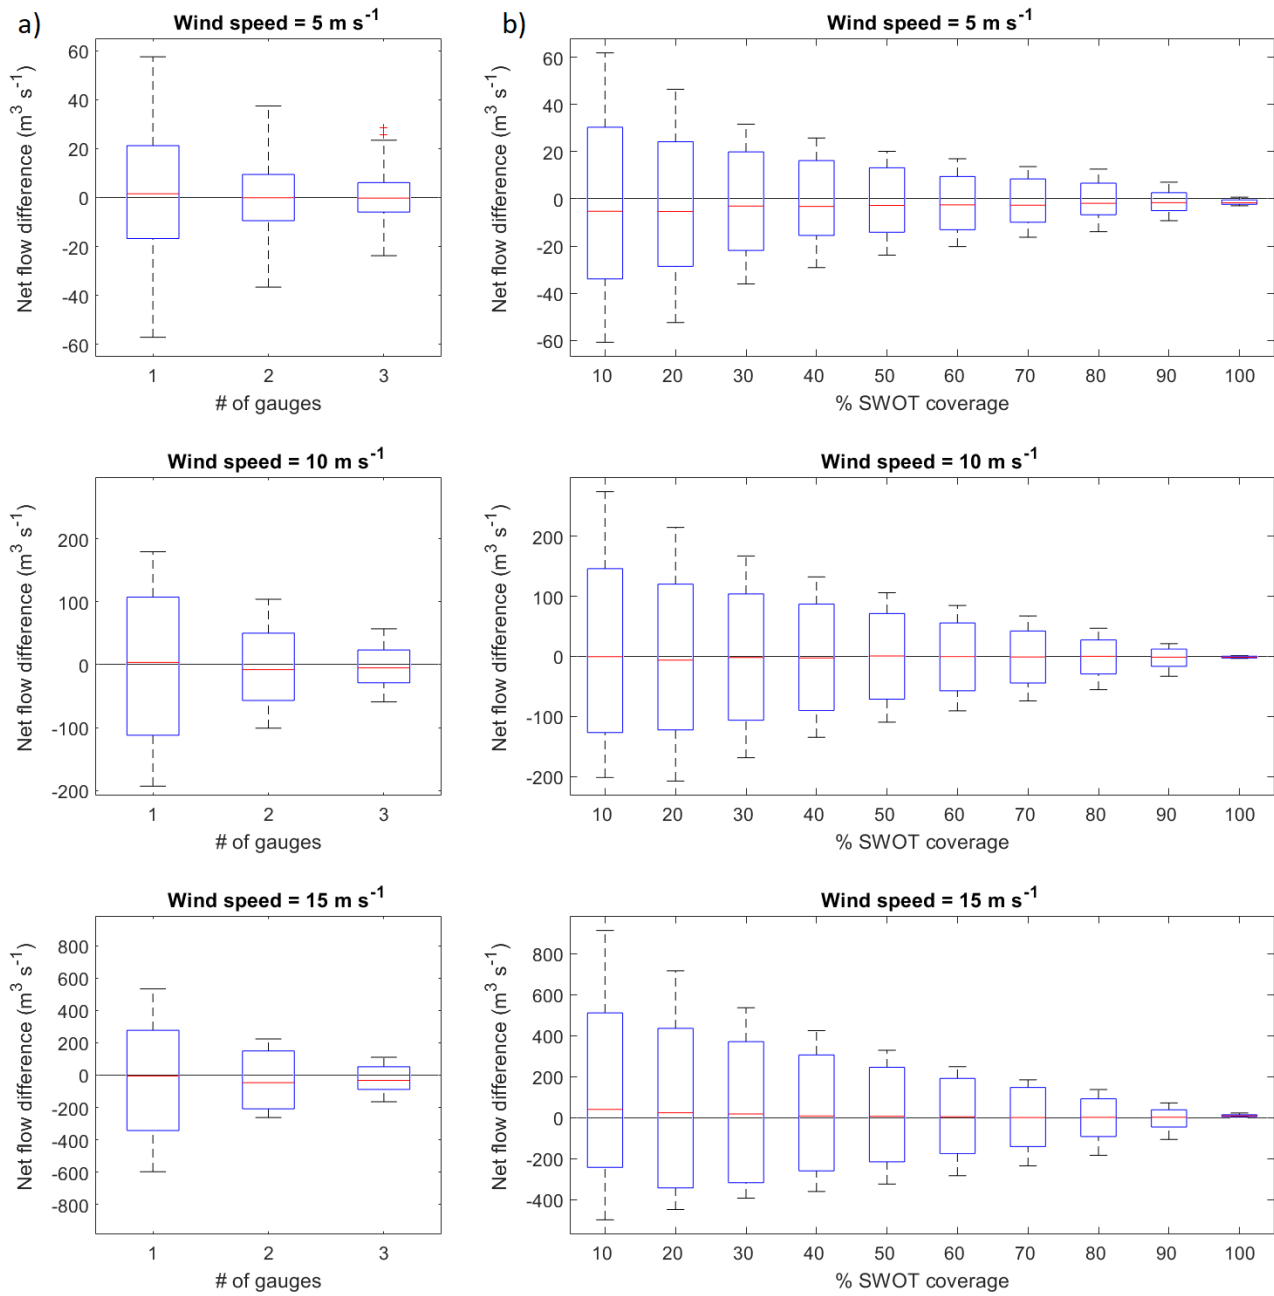 a)
Wind speed = 5 m s⁻¹
Net flow difference (m³ s⁻¹)
60
40
20
0
-20
-40
-60
1 2 3
# of gauges
b)
Wind speed = 5 m s⁻¹
Net flow difference (m³ s⁻¹)
60
40
20
0
-20
-40
-60
10 20 30 40 50 60 70 80 90 100
% SWOT coverage
Wind speed = 10 m s⁻¹
Net flow difference (m³ s⁻¹)
200
100
0
-100
-200
1 2 3
# of gauges
Wind speed = 10 m s⁻¹
Net flow difference (m³ s⁻¹)
200
100
0
-100
-200
10 20 30 40 50 60 70 80 90 100
% SWOT coverage
Wind speed = 15 m s⁻¹
Net flow difference (m³ s⁻¹)
800
600
400
200
0
-200
-400
-600
-800
1 2 3
# of gauges
Wind speed = 15 m s⁻¹
Net flow difference (m³ s⁻¹)
800
600
400
200
0
-200
-400
10 20 30 40 50 60 70 80 90 100
% SWOT coverage